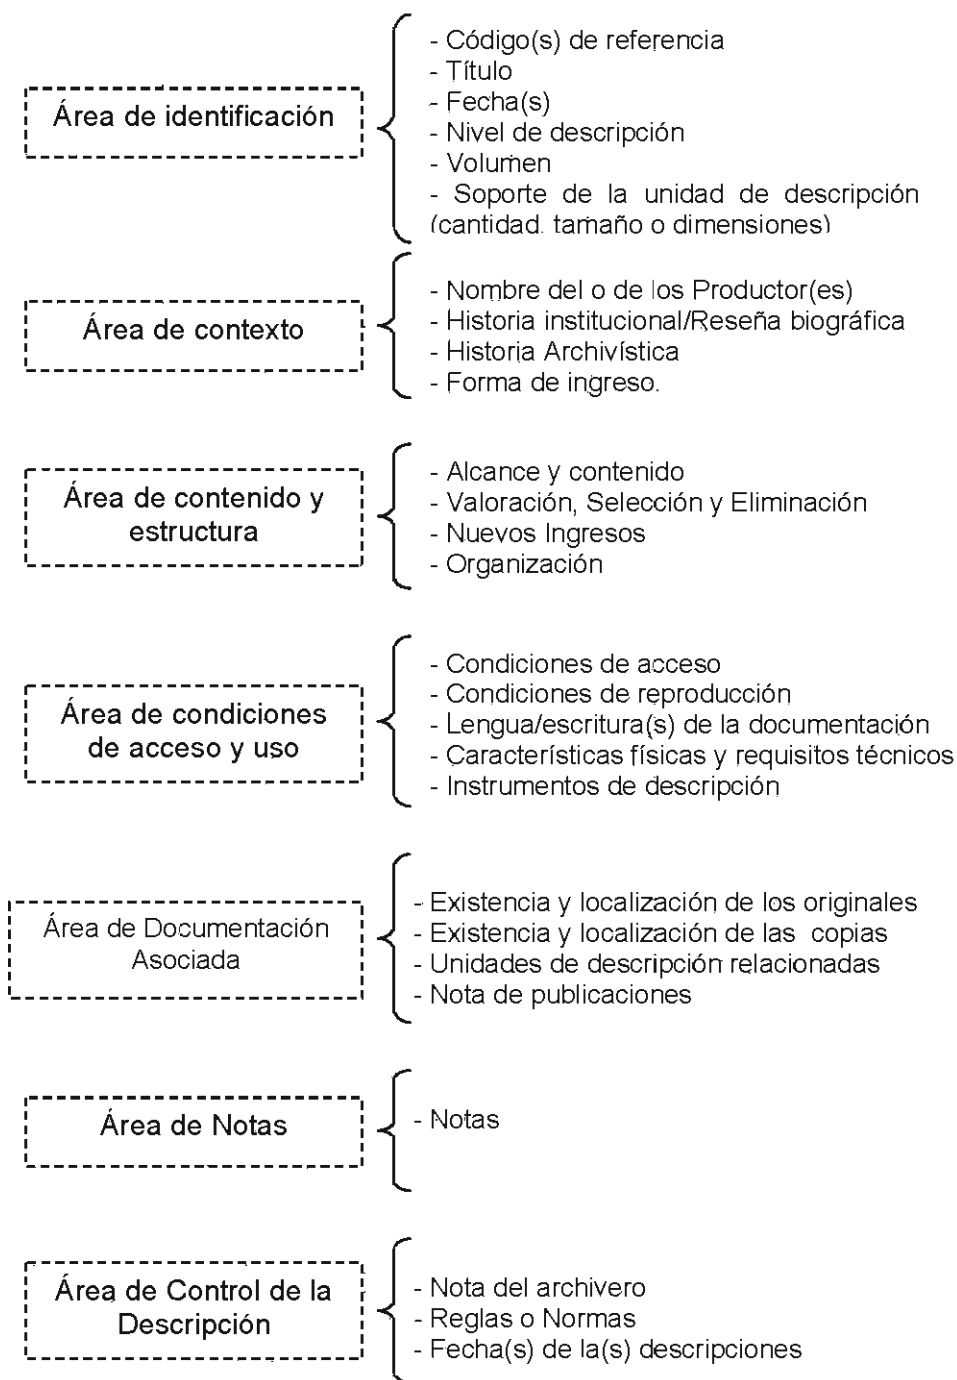 Área de identificación
- Código(s) de referencia
- Título
- Fecha(s)
- Nivel de descripción
- Volumen
- Soporte de la unidad de descripción
(cantidad, tamaño o dimensiones)
Área de contexto
- Nombre del o de los Productor(es)
- Historia institucional/Reseña biográfica
- Historia Archivística
- Forma de ingreso.
Área de contenido y
estructura
- Alcance y contenido
- Valoración, Selección y Eliminación
- Nuevos Ingresos
- Organización
Área de condiciones
de acceso y uso
- Condiciones de acceso
- Condiciones de reproducción
- Lengua/escritura(s) de la documentación
- Características físicas y requisitos técnicos
- Instrumentos de descripción
Área de Documentación
Asociada
- Existencia y localización de los originales
- Existencia y localización de las copias
- Unidades de descripción relacionadas
- Nota de publicaciones
Área de Notas
- Notas
Área de Control de la
Descripción
- Nota del archivero
- Reglas o Normas
- Fecha(s) de la(s) descripciones